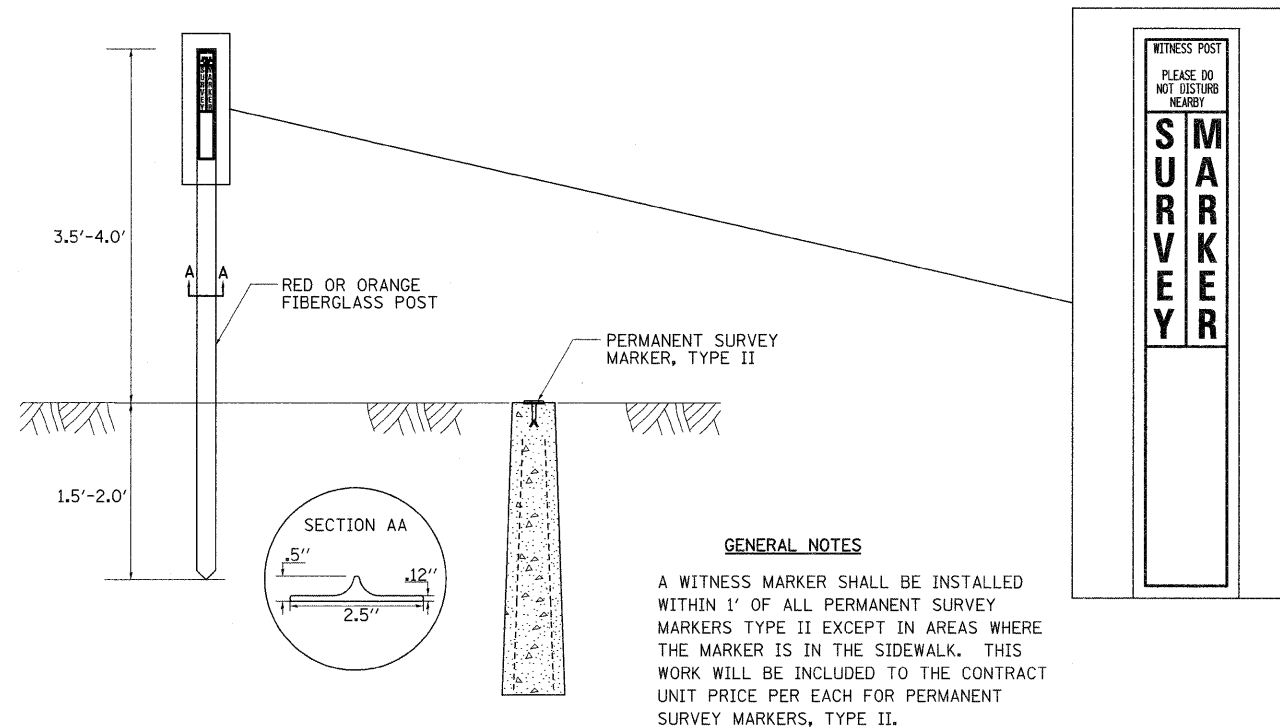 WITNESS POST
PLEASE DO
NOT DISTURB
NEARBY
SURVEY
MARKER
3.5'-4.0'
A A
RED OR ORANGE
FIBERGLASS POST
PERMANENT SURVEY
MARKER, TYPE II
1.5'-2.0'
SECTION AA
.5"
.12"
2.5"
GENERAL NOTES
A WITNESS MARKER SHALL BE INSTALLED
WITHIN 1' OF ALL PERMANENT SURVEY
MARKERS TYPE II EXCEPT IN AREAS WHERE
THE MARKER IS IN THE SIDEWALK. THIS
WORK WILL BE INCLUDED TO THE CONTRACT
UNIT PRICE PER EACH FOR PERMANENT
SURVEY MARKERS, TYPE II.